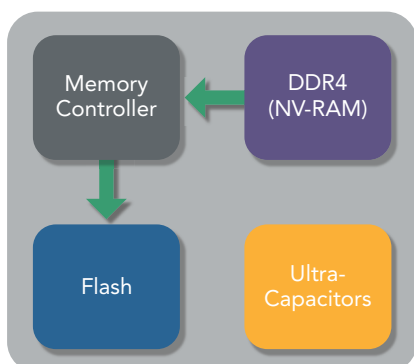 Memory
Controller
DDR4
(NV-RAM)
Flash
Ultra-
Capacitors